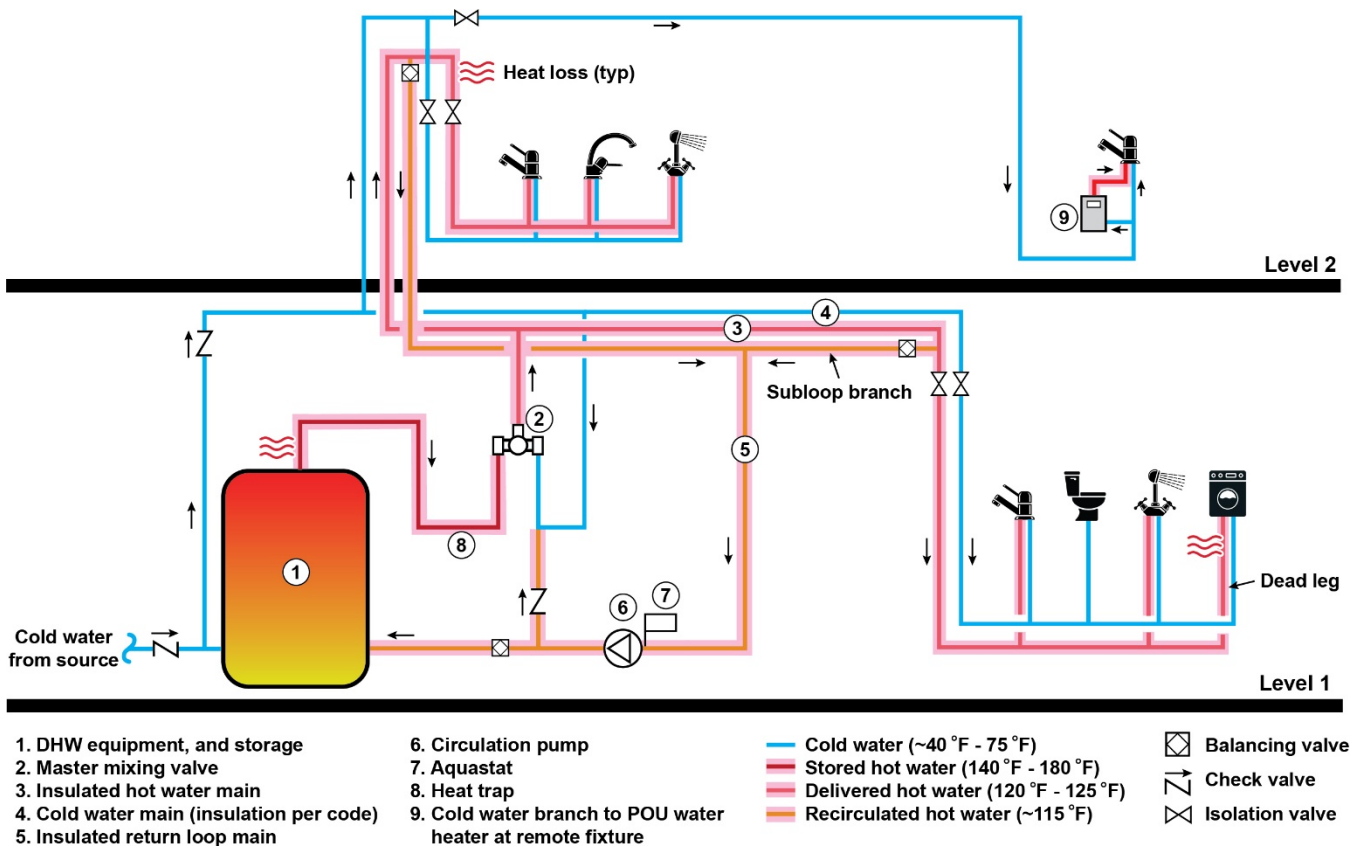 Heat loss (typ)
9
Level 2
4
3
Subloop branch
2
5
8
1
6
7
Dead leg
Cold water
from source
Level 1
1. DHW equipment, and storage
2. Master mixing valve
3. Insulated hot water main
4. Cold water main (insulation per code)
5. Insulated return loop main
6. Circulation pump
7. Aquastat
8. Heat trap
9. Cold water branch to POU water
heater at remote fixture
Cold water (~40 °F - 75 °F)
Stored hot water (140 °F - 180 °F)
Delivered hot water (120 °F - 125 °F)
Recirculated hot water (~115 °F)
Balancing valve
Check valve
Isolation valve